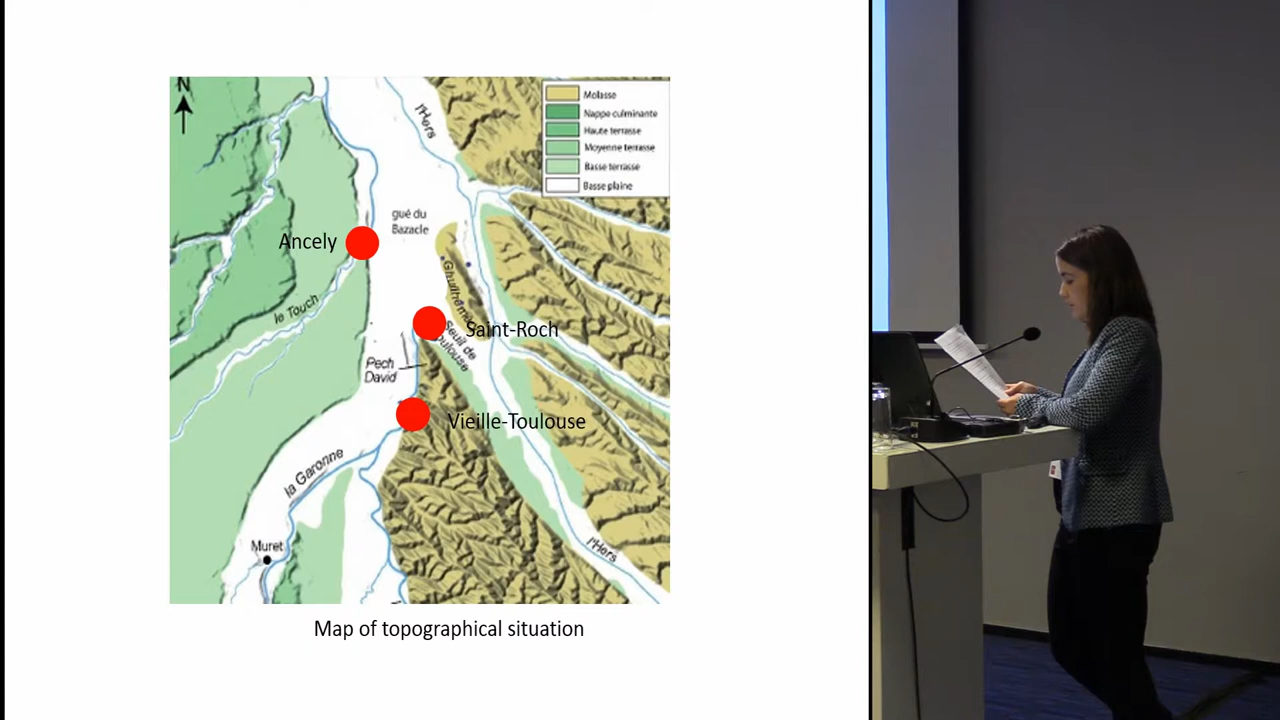 N
l'Hers
Molasse
Nappe culminante
Haute terrasse
Moyenne terrasse
Basse terrasse
Basse plaine
gué du
Bazacle
Ancely
le Touch
Saint-Roch
Seuil de
Toulouse
Pech
David
Vieille-Toulouse
la Garonne
Muret
l'Hers
Map of topographical situation